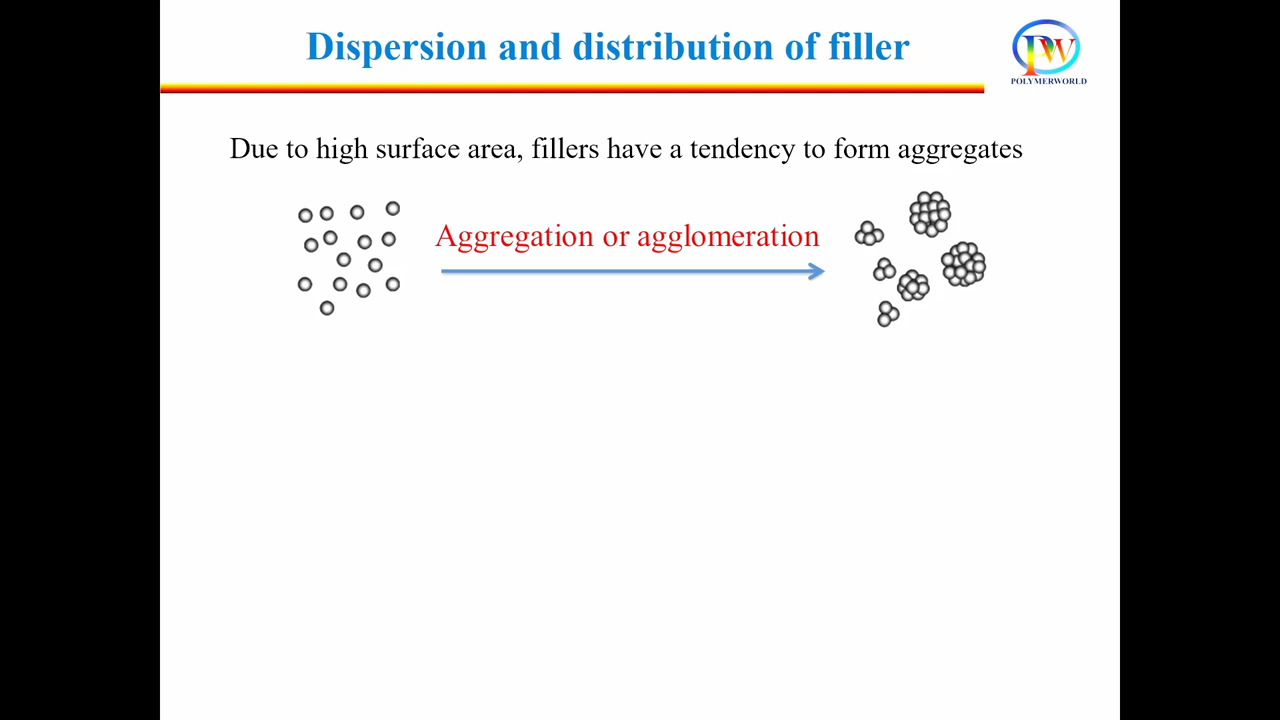 Dispersion and distribution of filler
PW
POLYMERWORLD
Due to high surface area, fillers have a tendency to form aggregates
Aggregation or agglomeration